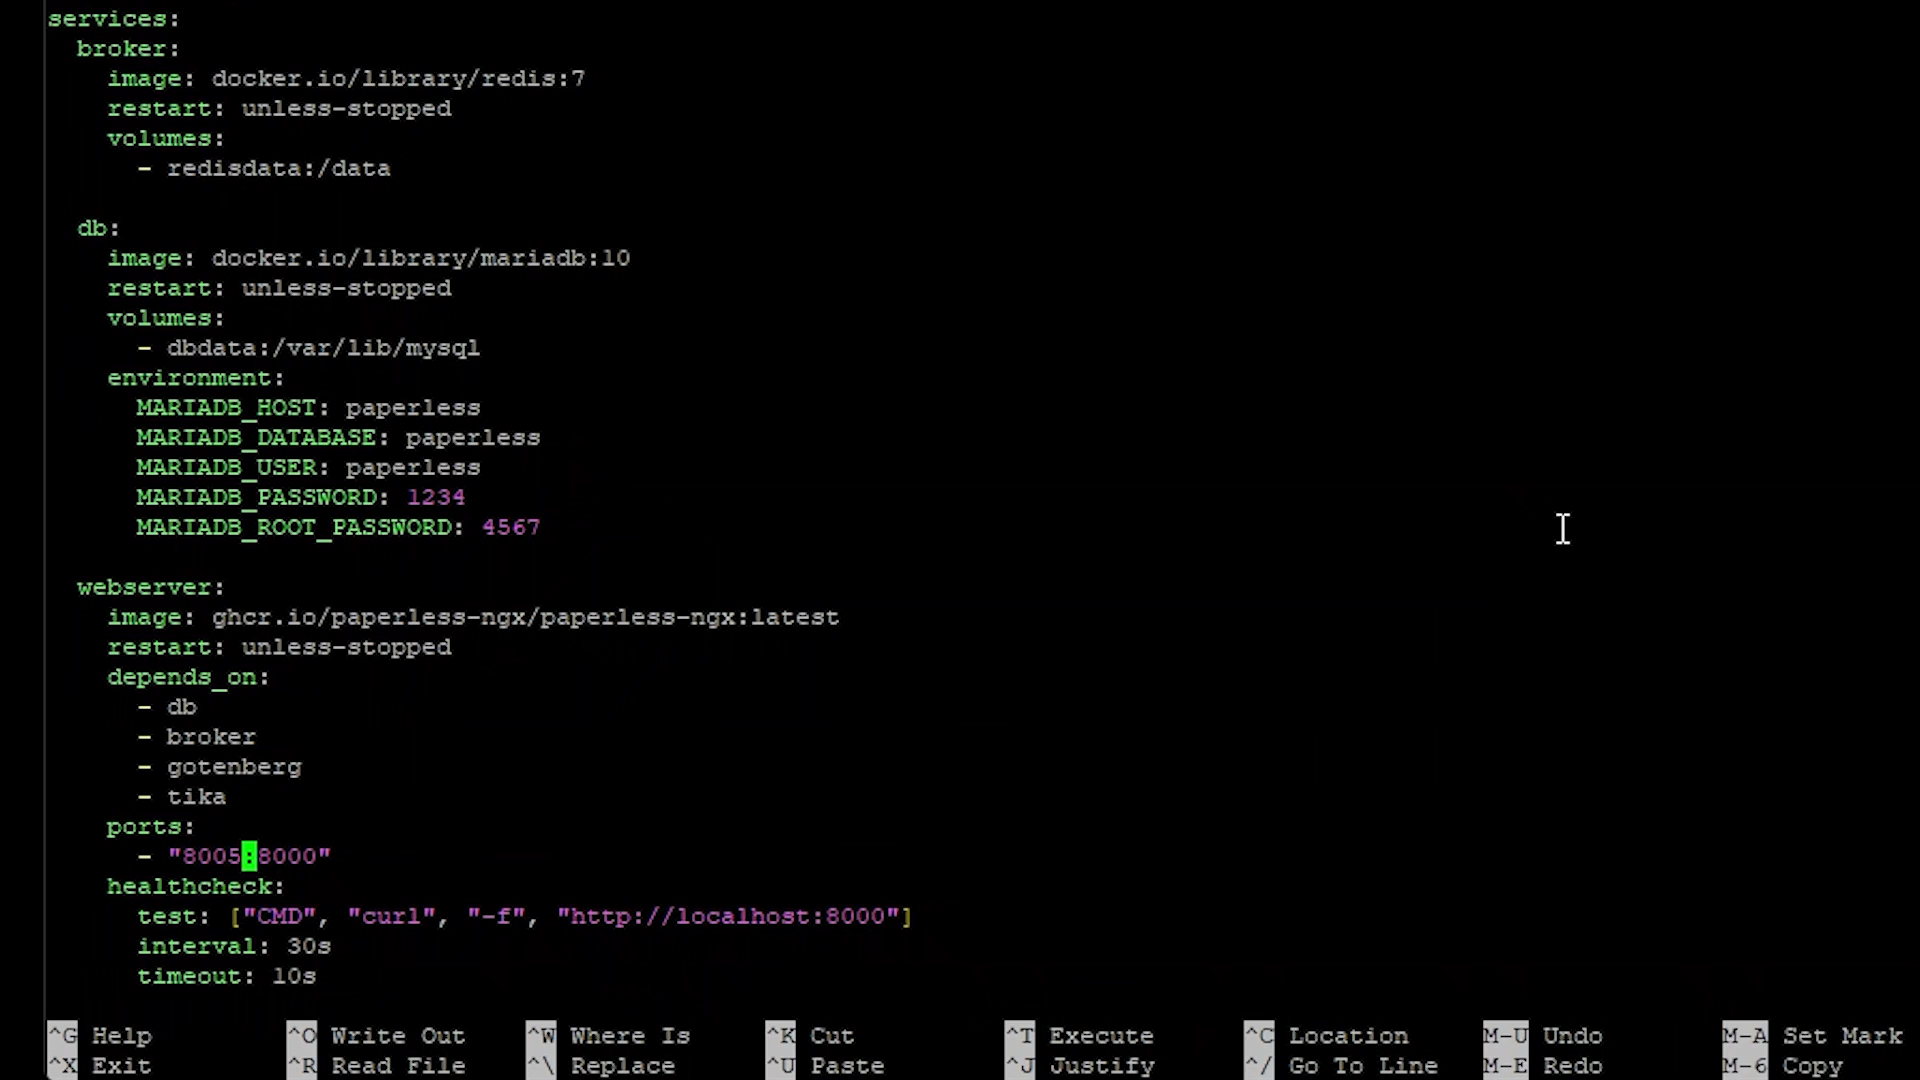 services:
broker:
image: docker.io/library/redis:7
restart: unless-stopped
volumes:
- redisdata:/data
db:
image: docker.io/library/mariadb:10
restart: unless-stopped
volumes:
- dbdata:/var/lib/mysql
environment:
MARIADB_HOST: paperless
MARIADB_DATABASE: paperless
MARIADB_USER: paperless
MARIADB_PASSWORD: 1234
MARIADB_ROOT_PASSWORD: 4567
webserver:
image: ghcr.io/paperless-ngx/paperless-ngx:latest
restart: unless-stopped
depends_on:
- db
- broker
- gotenberg
- tika
ports:
- "8005:8000"
healthcheck:
test: ["CMD", "curl", "-f", "http://localhost:8000"]
interval: 30s
timeout: 10s
^G Help ^O Write Out ^W Where Is ^K Cut ^T Execute ^C Location M-U Undo M-A Set Mark
^X Exit ^R Read File ^\ Replace ^U Paste ^J Justify ^/ Go To Line M-E Redo M-6 Copy